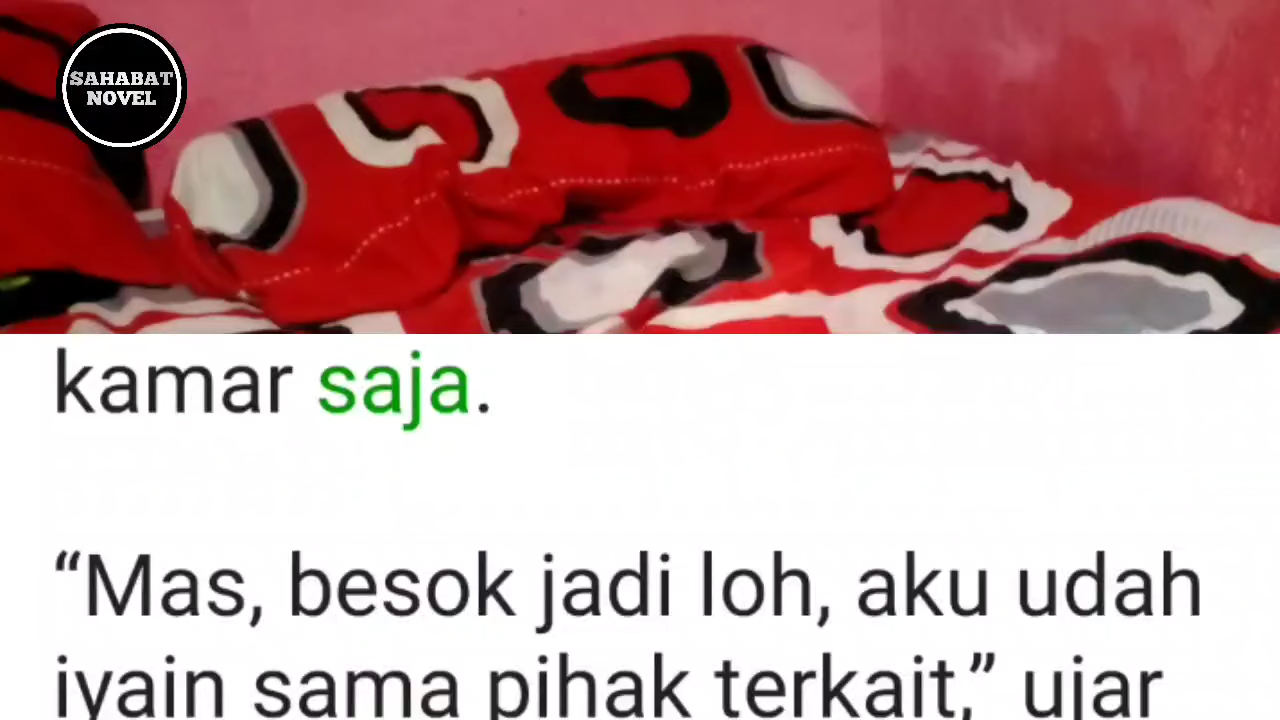 SAHABAT
NOVEL
kamar saja.
“Mas, besok jadi loh, aku udah
iyain sama pihak terkait,” ujar